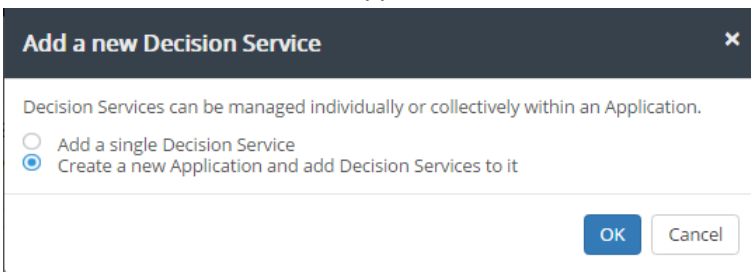 Add a new Decision Service ×
Decision Services can be managed individually or collectively within an Application.
Add a single Decision Service
Create a new Application and add Decision Services to it
OK Cancel